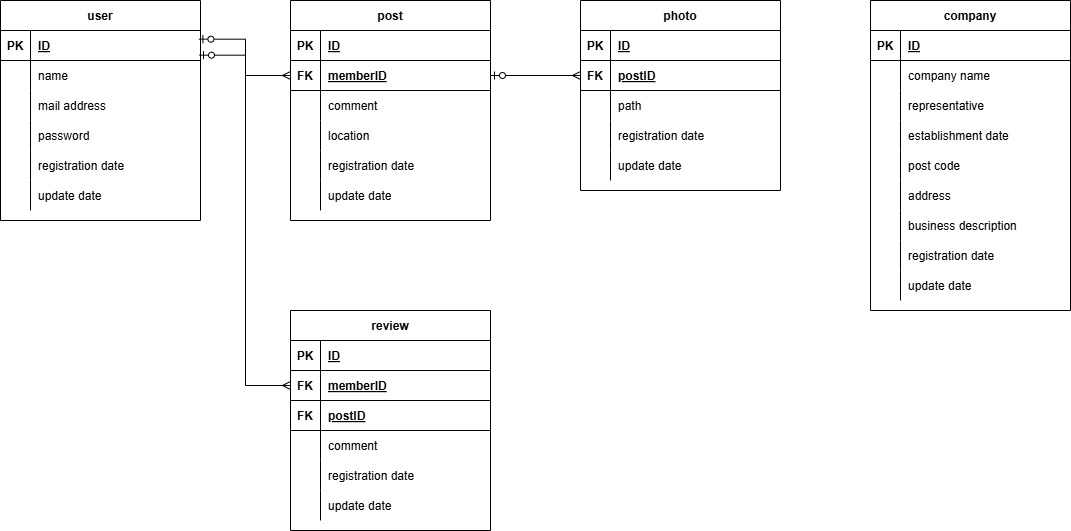 user
PK ID
name
mail address
password
registration date
update date
post
PK ID
FK memberID
comment
location
registration date
update date
photo
PK ID
FK postID
path
registration date
update date
company
PK ID
company name
representative
establishment date
post code
address
business description
registration date
update date
review
PK ID
FK memberID
FK postID
comment
registration date
update date